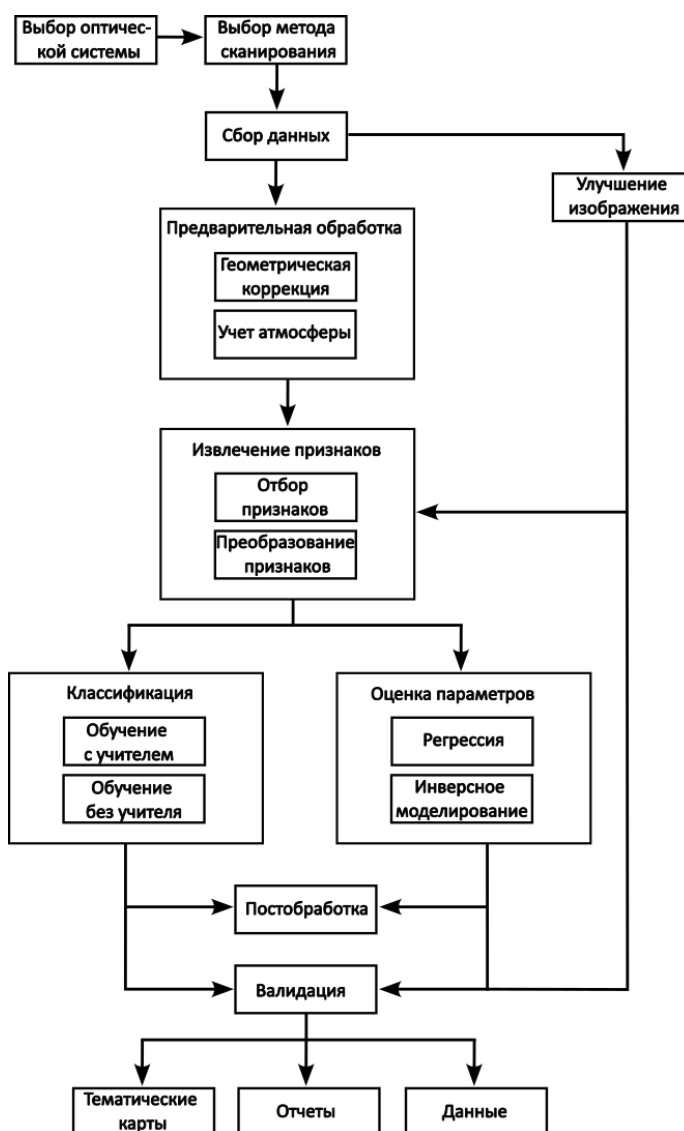 Выбор оптичес-
кой системы
Выбор метода
сканирования
Сбор данных
Улучшение
изображения
Предварительная обработка
Геометрическая
коррекция
Учет атмосферы
Извлечение признаков
Отбор
признаков
Преобразование
признаков
Классификация
Обучение
с учителем
Обучение
без учителя
Оценка параметров
Регрессия
Инверсное
моделирование
Постобработка
Валидация
Тематические
карты
Отчеты
Данные